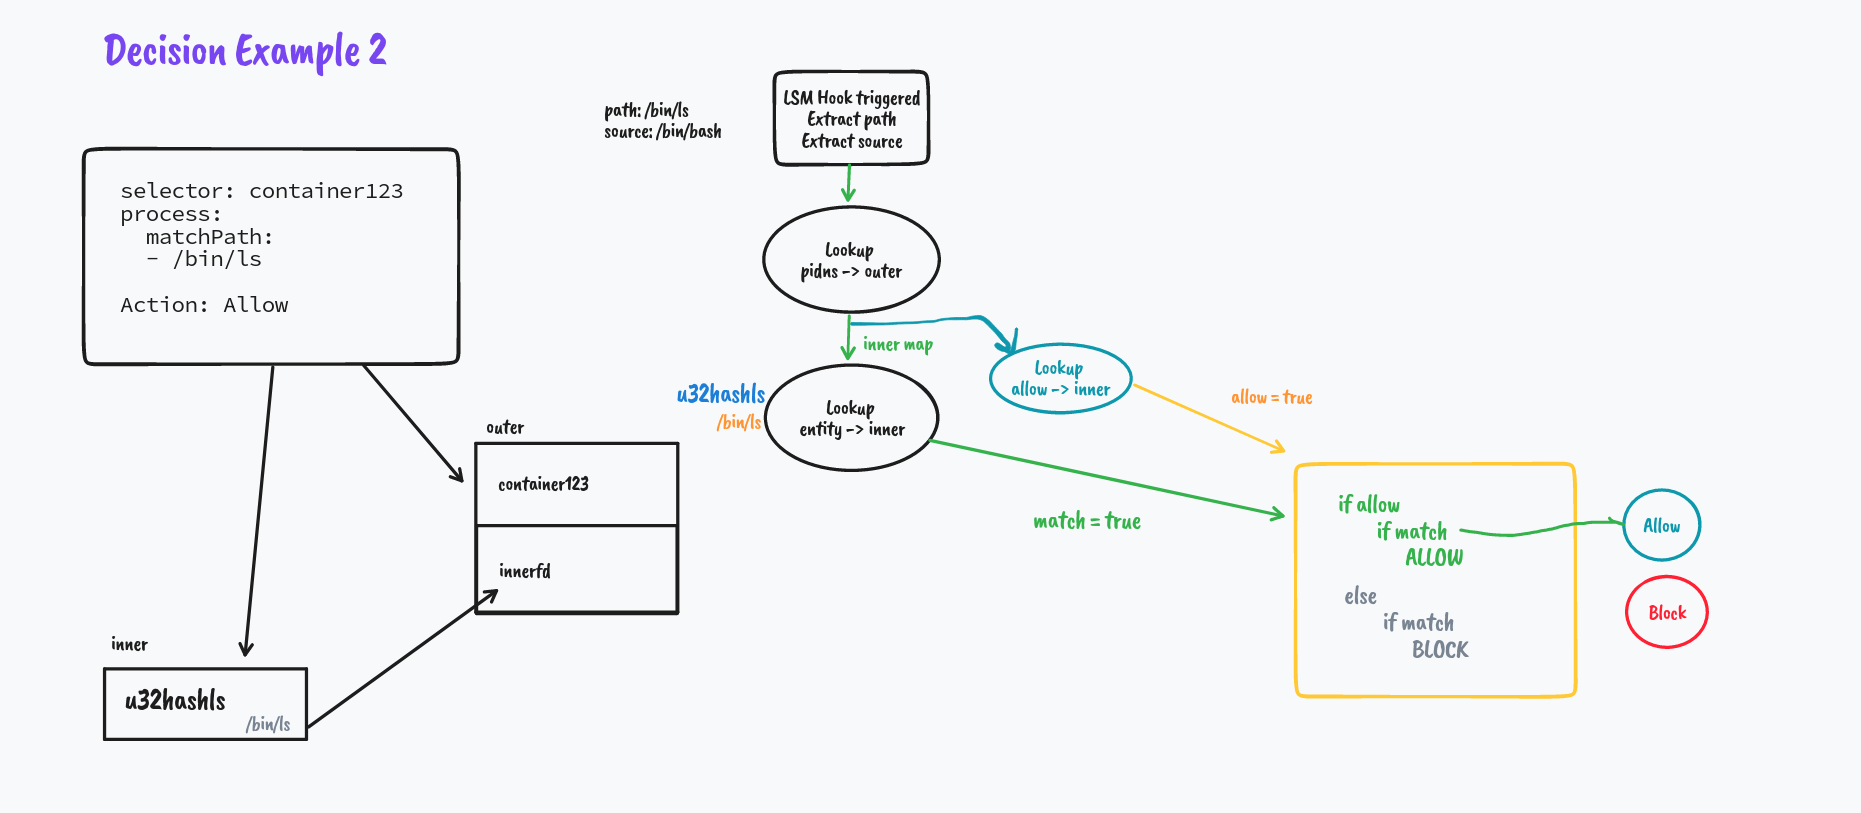 Decision Example 2
selector: container123
process:
  matchPath:
  - /bin/ls
Action: Allow
outer
container123
innerfd
inner
u32hashls
/bin/ls
path: /bin/ls
source: /bin/bash
LSM Hook triggered
Extract path
Extract source
Lookup
pidns -> outer
inner map
Lookup
allow -> inner
u32hashls
/bin/ls
Lookup
entity -> inner
allow = true
match = true
if allow
if match
ALLOW
else
if match
BLOCK
Allow
Block